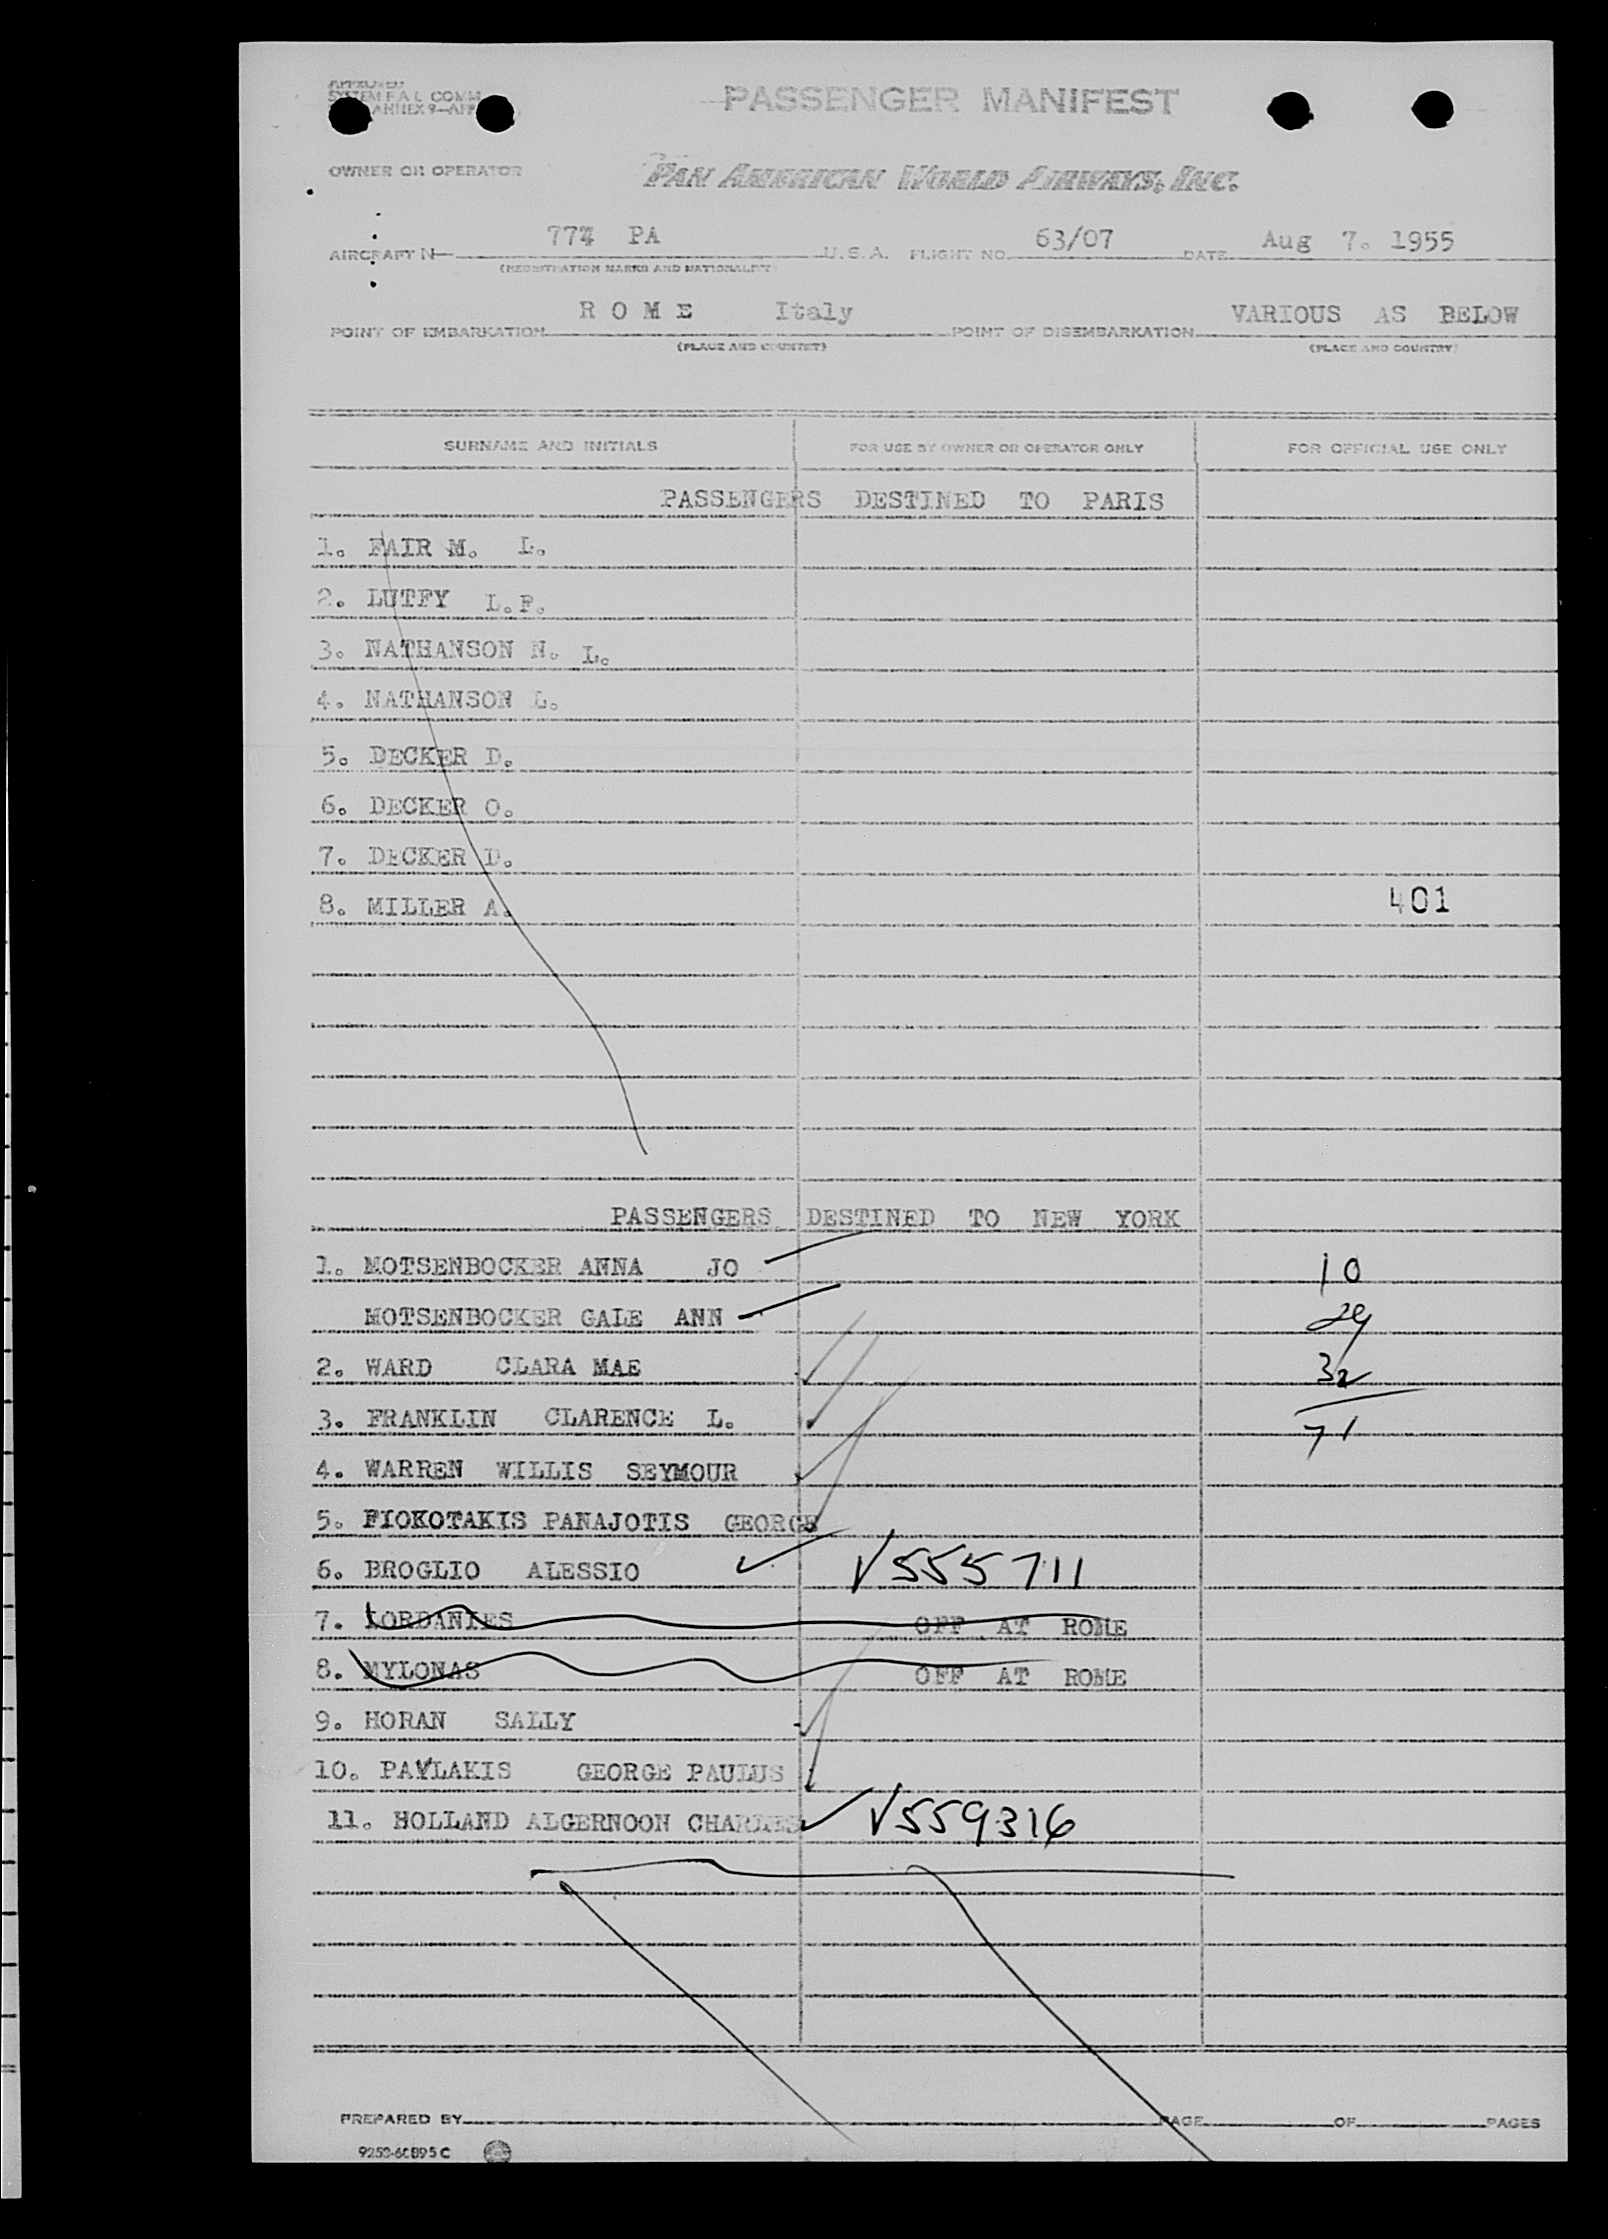 APPROVED
SYSTEM F A L COMM
ANNEX 9-APP
PASSENGER MANIFEST
OWNER OR OPERATOR PAN AMERICAN WORLD AIRWAYS, INC.
AIRCRAFT N PA U.S.A. FLIGHT NO. 63/07 DATE Aug 7. 1955
(REGISTRATION MARKS AND NATIONALITY)
POINT OF EMBARKATION R O M E Italy POINT OF DISEMBARKATION VARIOUS AS BELOW
(PLACE AND COUNTRY) (PLACE AND COUNTRY)
SURNAME AND INITIALS FOR USE BY OWNER OR OPERATOR ONLY FOR OFFICIAL USE ONLY
PASSENGERS DESTINED TO PARIS
1. FAIR M. L.
2. LUTFY L.F.
3. NATHANSON N. L.
4. NATHANSON L.
5. DECKER D.
6. DECKER O.
7. DECKER D.
8. MILLER A. 401
PASSENGERS DESTINED TO NEW YORK
1. MOTSENBOCKER ANNA JO 10
MOTSENBOCKER GALE ANN 29
2. WARD CLARA MAE 32
3. FRANKLIN CLARENCE L. 71
4. WARREN WILLIS SEYMOUR
5. FIOKOTAKIS PANAJOTIS GEORGE
6. BROGLIO ALESSIO V555711
7. IORDANIES OFF AT ROME
8. MYLONAS OFF AT ROME
9. HORAN SALLY
10. PAVLAKIS GEORGE PAULUS
11. HOLLAND ALGERNOON CHARLES V559316
PREPARED BY PAGE OF PAGES